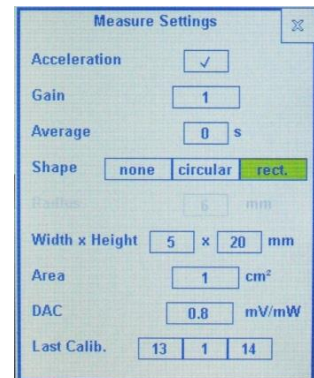 Measure Settings X
Acceleration ✓
Gain 1
Average 0 s
Shape none circular rect.
Radius 6 mm
Width x Height 5 x 20 mm
Area 1 cm²
DAC 0.8 mV/mW
Last Calib. 13 1 14